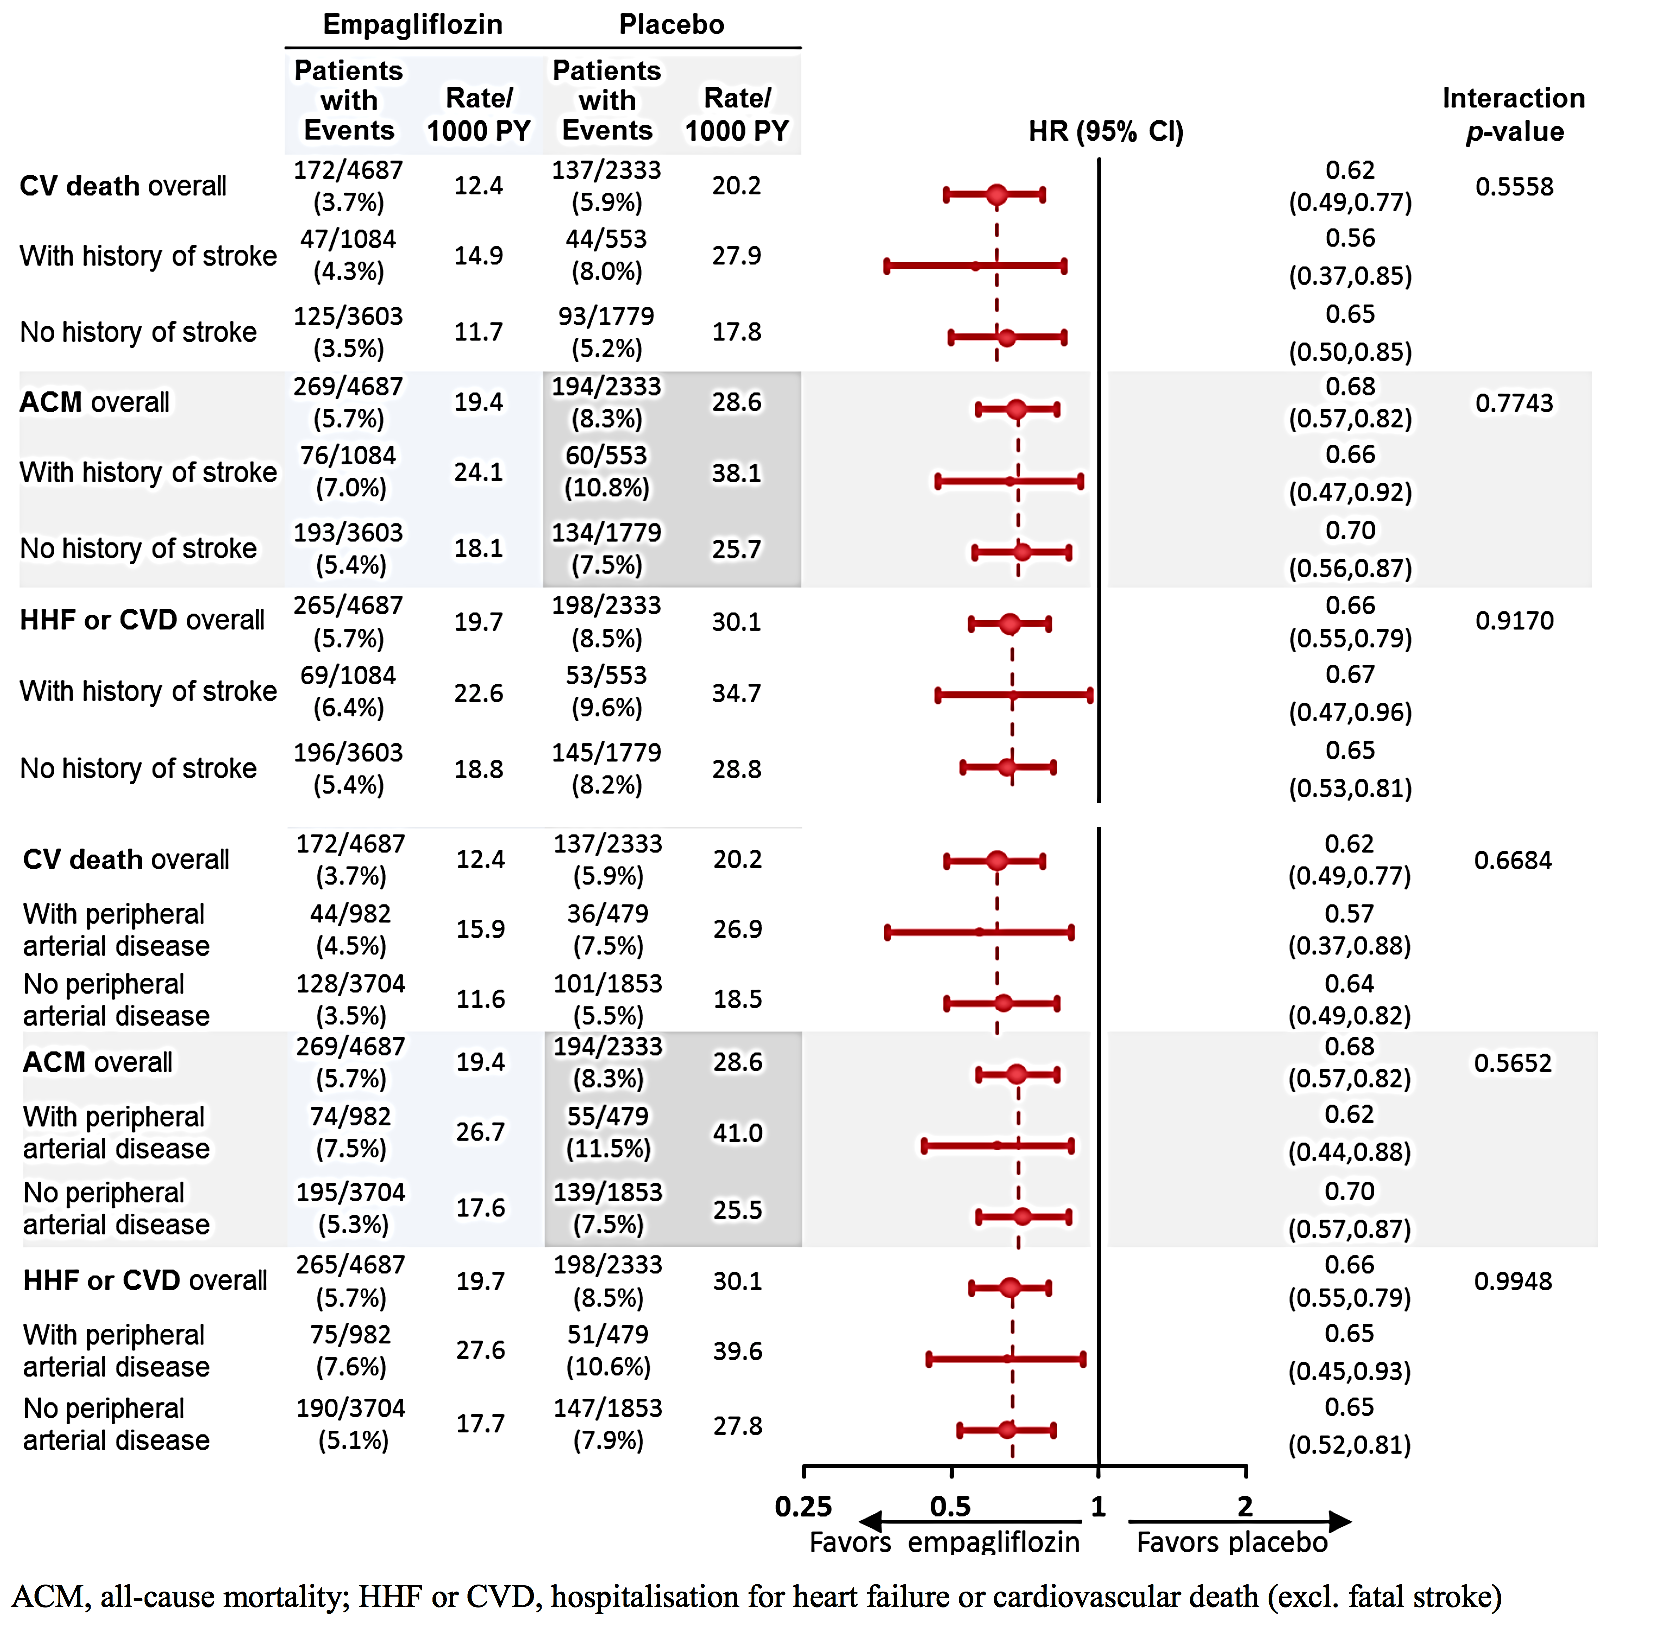 Empagliflozin Placebo
Patients with Events Rate/ 1000 PY Patients with Events Rate/ 1000 PY HR (95% CI) Interaction p-value
CV death overall 172/4687 (3.7%) 12.4 137/2333 (5.9%) 20.2 0.62 (0.49,0.77) 0.5558
With history of stroke 47/1084 (4.3%) 14.9 44/553 (8.0%) 27.9 0.56 (0.37,0.85)
No history of stroke 125/3603 (3.5%) 11.7 93/1779 (5.2%) 17.8 0.65 (0.50,0.85)
ACM overall 269/4687 (5.7%) 19.4 194/2333 (8.3%) 28.6 0.68 (0.57,0.82) 0.7743
With history of stroke 76/1084 (7.0%) 24.1 60/553 (10.8%) 38.1 0.66 (0.47,0.92)
No history of stroke 193/3603 (5.4%) 18.1 134/1779 (7.5%) 25.7 0.70 (0.56,0.87)
HHF or CVD overall 265/4687 (5.7%) 19.7 198/2333 (8.5%) 30.1 0.66 (0.55,0.79) 0.9170
With history of stroke 69/1084 (6.4%) 22.6 53/553 (9.6%) 34.7 0.67 (0.47,0.96)
No history of stroke 196/3603 (5.4%) 18.8 145/1779 (8.2%) 28.8 0.65 (0.53,0.81)
CV death overall 172/4687 (3.7%) 12.4 137/2333 (5.9%) 20.2 0.62 (0.49,0.77) 0.6684
With peripheral arterial disease 44/982 (4.5%) 15.9 36/479 (7.5%) 26.9 0.57 (0.37,0.88)
No peripheral arterial disease 128/3704 (3.5%) 11.6 101/1853 (5.5%) 18.5 0.64 (0.49,0.82)
ACM overall 269/4687 (5.7%) 19.4 194/2333 (8.3%) 28.6 0.68 (0.57,0.82) 0.5652
With peripheral arterial disease 74/982 (7.5%) 26.7 55/479 (11.5%) 41.0 0.62 (0.44,0.88)
No peripheral arterial disease 195/3704 (5.3%) 17.6 139/1853 (7.5%) 25.5 0.70 (0.57,0.87)
HHF or CVD overall 265/4687 (5.7%) 19.7 198/2333 (8.5%) 30.1 0.66 (0.55,0.79) 0.9948
With peripheral arterial disease 75/982 (7.6%) 27.6 51/479 (10.6%) 39.6 0.65 (0.45,0.93)
No peripheral arterial disease 190/3704 (5.1%) 17.7 147/1853 (7.9%) 27.8 0.65 (0.52,0.81)
0.25 0.5 1 2
Favors empagliflozin Favors placebo
ACM, all-cause mortality; HHF or CVD, hospitalisation for heart failure or cardiovascular death (excl. fatal stroke)